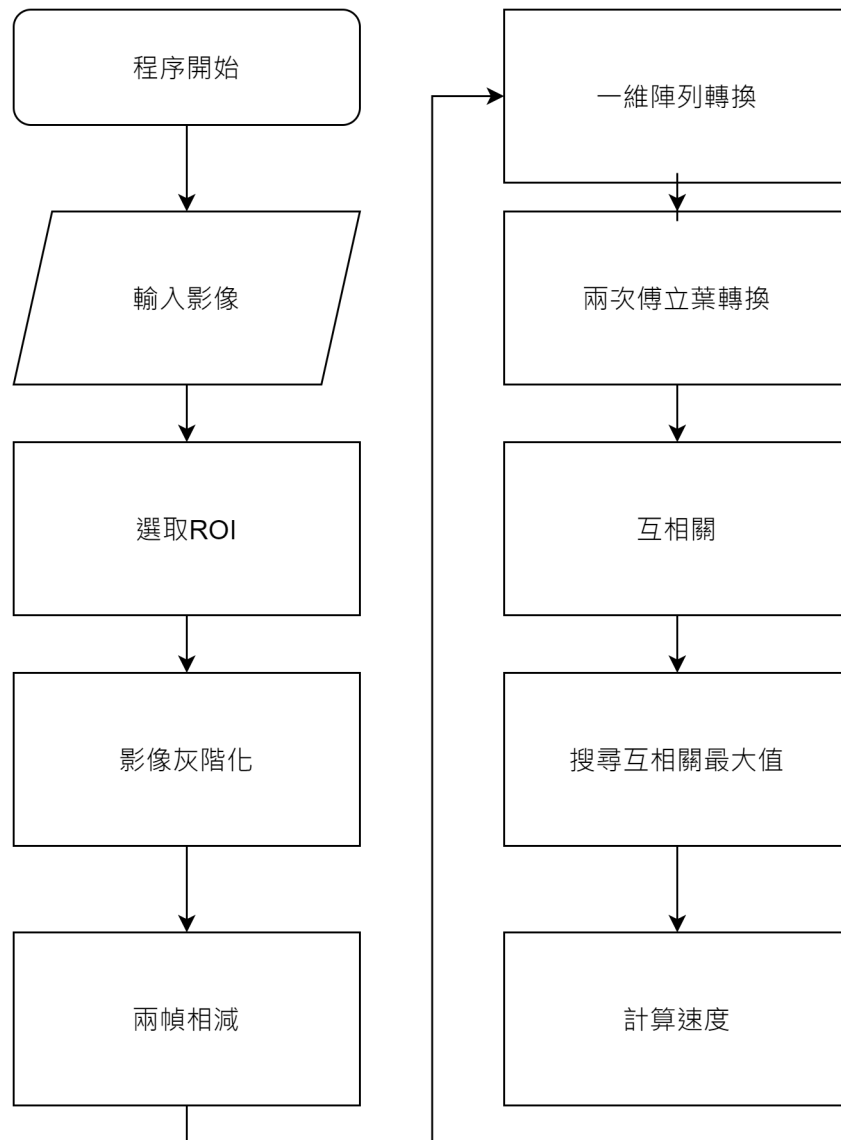 程序開始
輸入影像
選取ROI
影像灰階化
兩幀相減
一維陣列轉換
兩次傅立葉轉換
互相關
搜尋互相關最大值
計算速度